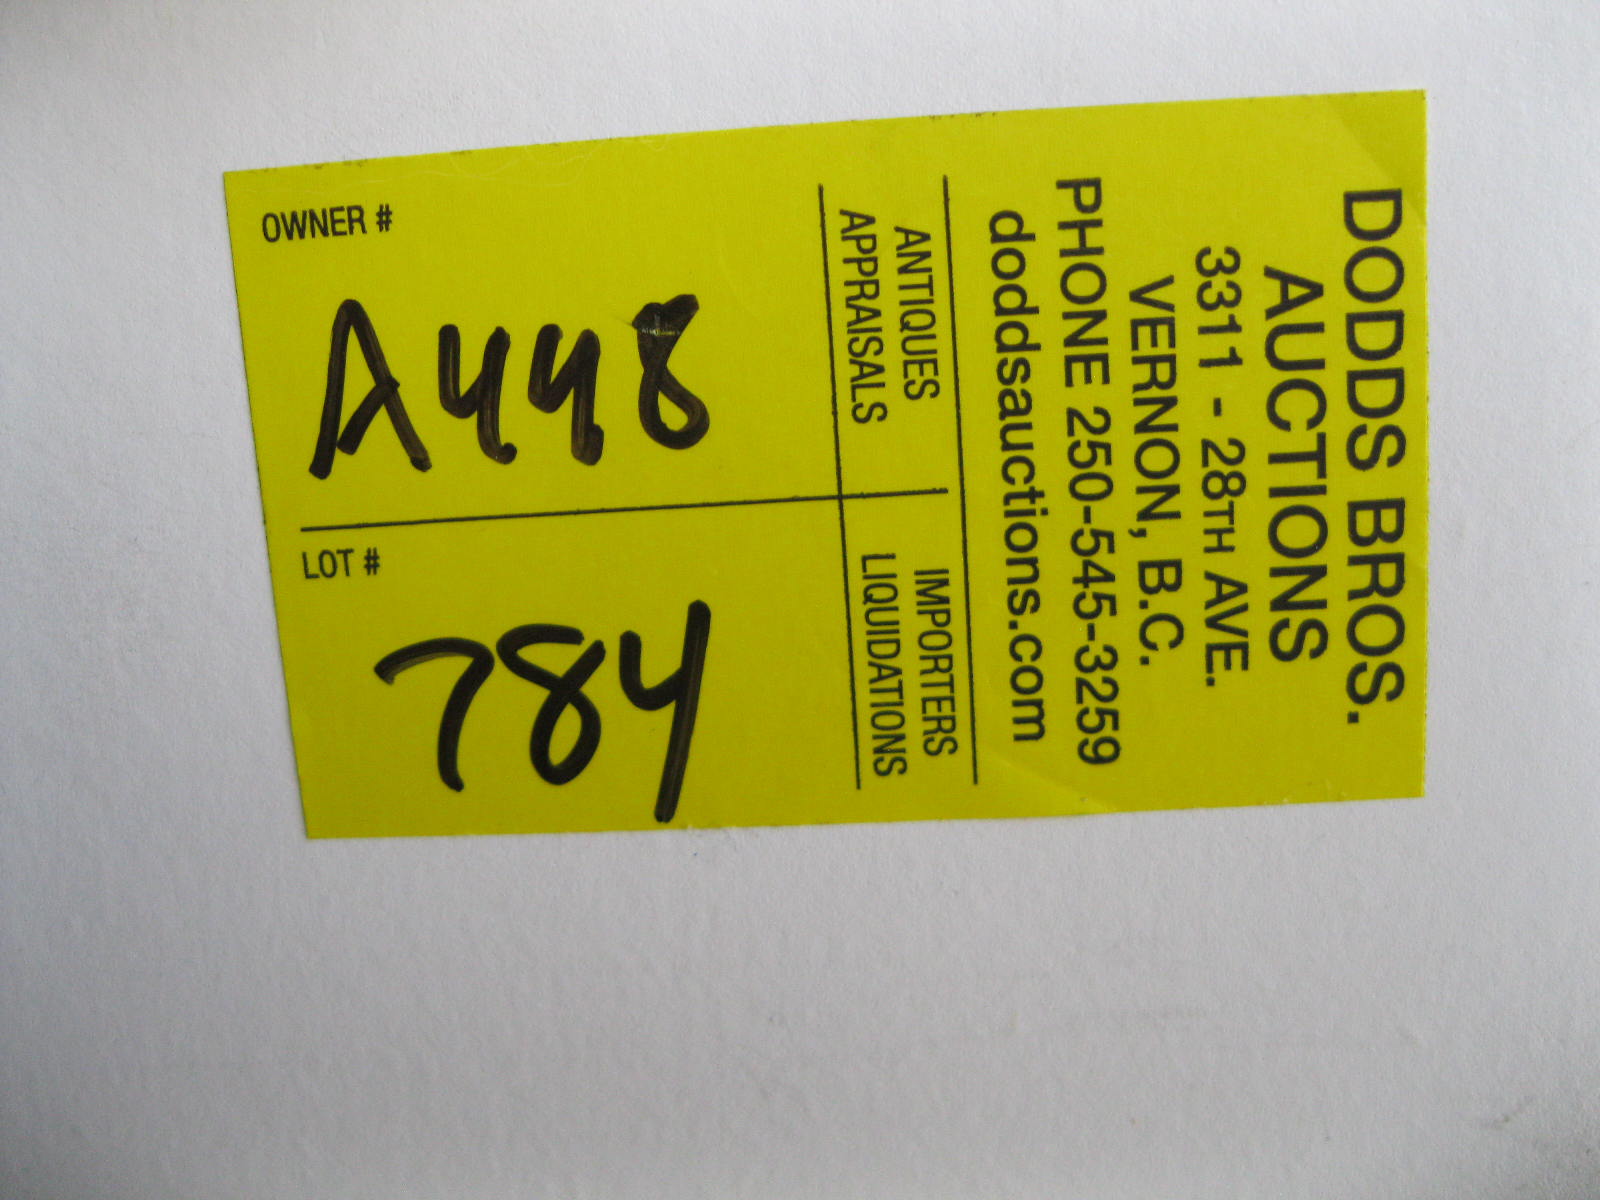 DODDS BROS.
AUCTIONS
3311 - 28TH AVE.
VERNON, B.C.
PHONE 250-545-3259
doddsauctions.com
ANTIQUES
APPRAISALS
IMPORTERS
LIQUIDATIONS
OWNER #
A448
LOT #
784